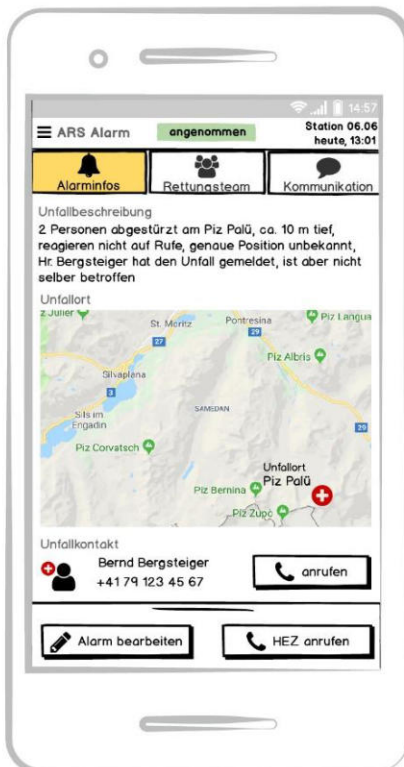 14:57
ARS Alarm
angenommen
Station 06.06
heute, 13:01
Alarminfos
Rettungsteam
Kommunikation
Unfallbeschreibung
2 Personen abgestürzt am Piz Palü, ca. 10 m tief,
reagieren nicht auf Rufe, genaue Position unbekannt,
Hr. Bergsteiger hat den Unfall gemeldet, ist aber nicht
selber betroffen
Unfallort
z Julier
St. Moritz
Pontresina
Piz Langua
27
29
Piz Albris
Silvaplana
3
Sils im
Engadin
SAMEDAN
29
Piz Corvatsch
Unfallort
Piz Palü
Piz Bernina
Piz Zupò
Unfallkontakt
Bernd Bergsteiger
+41 79 123 45 67
anrufen
Alarm bearbeiten
HEZ anrufen